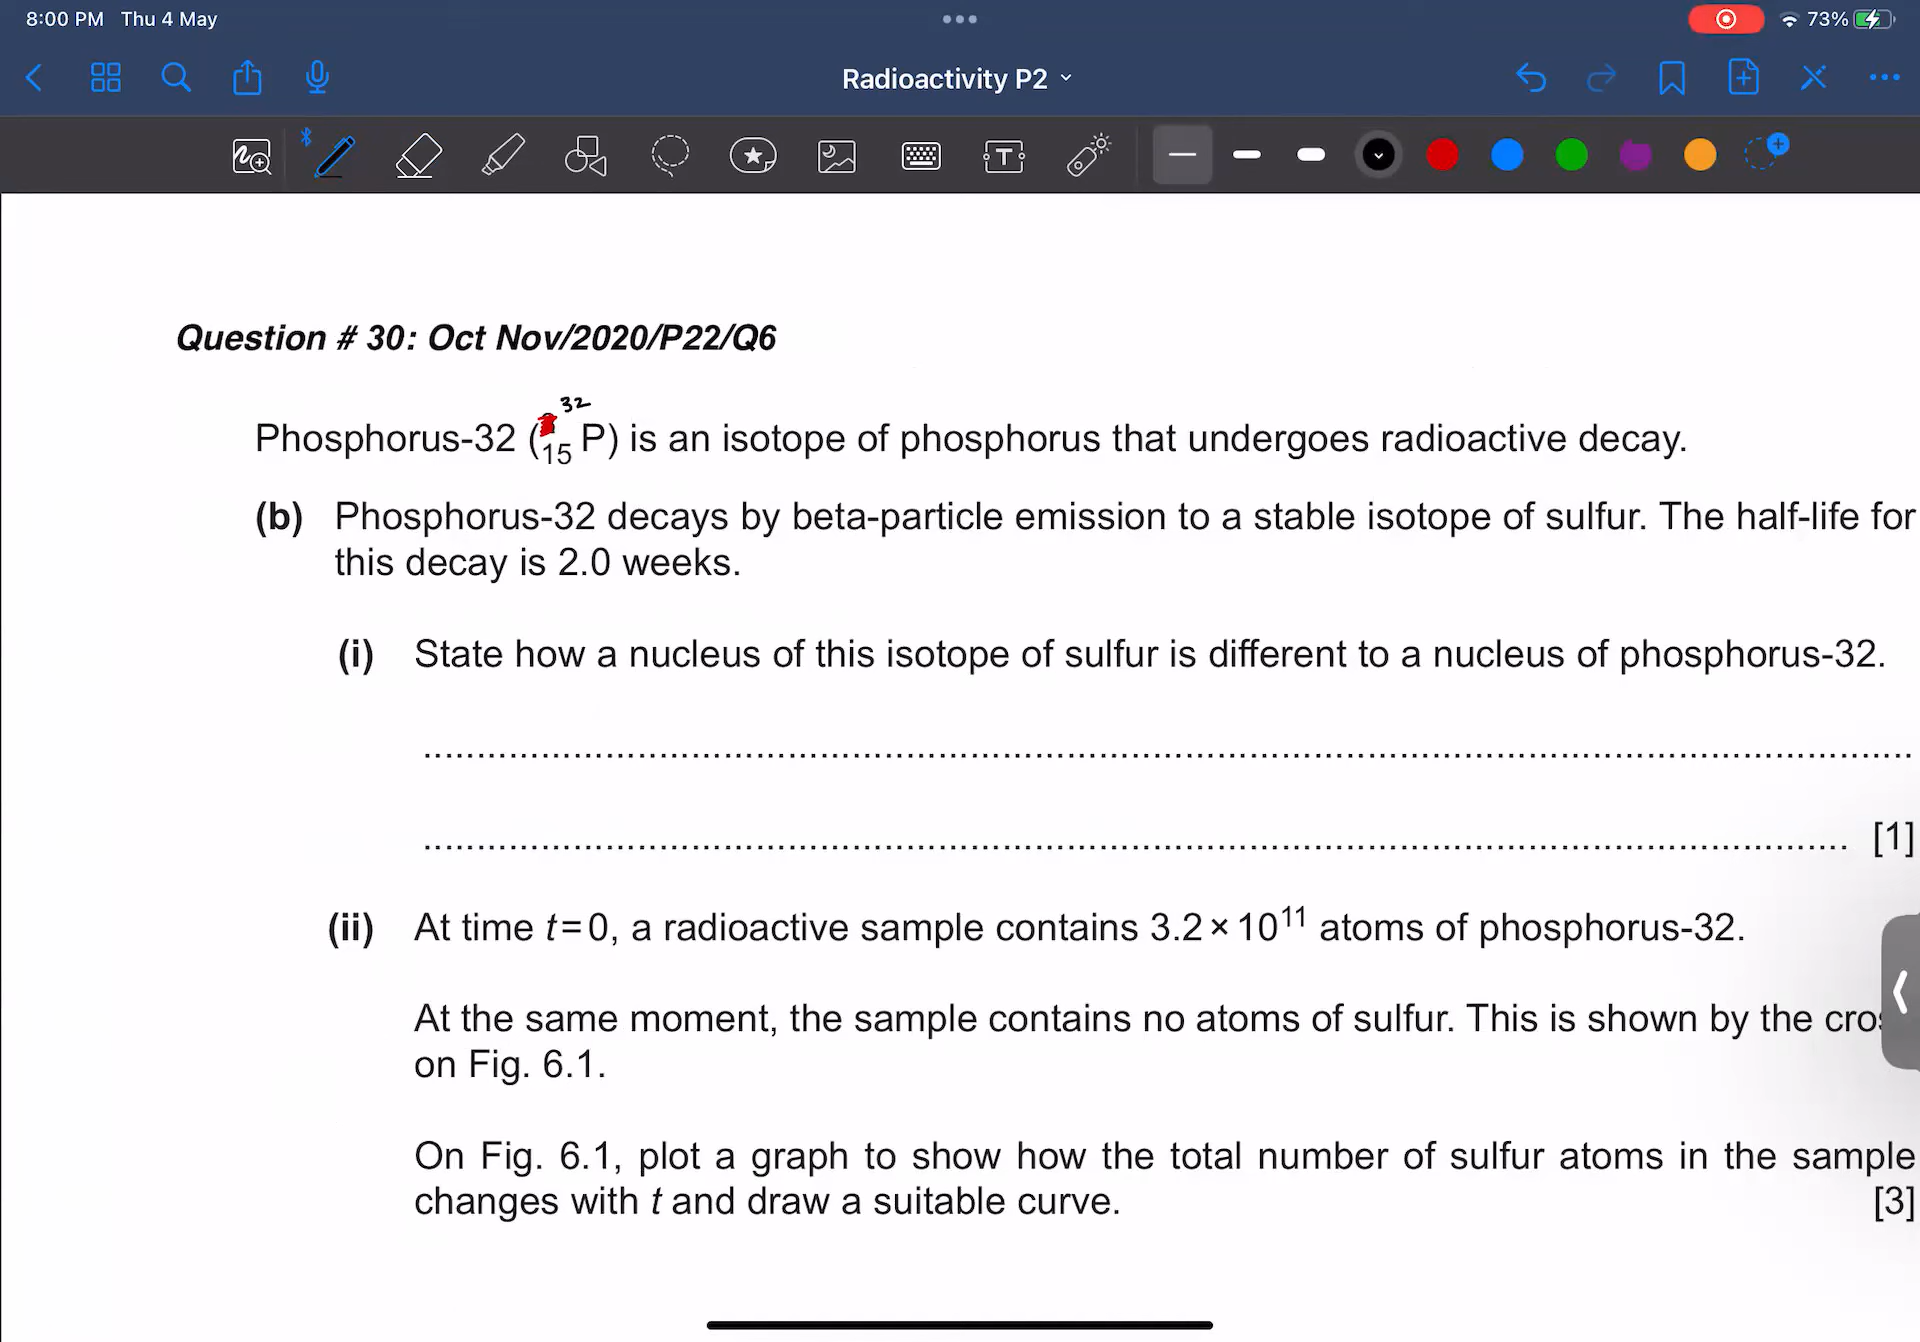 8:00 PM Thu 4 May
73%
Radioactivity P2
Question # 30: Oct Nov/2020/P22/Q6
32
Phosphorus-32 (15 P) is an isotope of phosphorus that undergoes radioactive decay.
(b) Phosphorus-32 decays by beta-particle emission to a stable isotope of sulfur. The half-life for
this decay is 2.0 weeks.
(i) State how a nucleus of this isotope of sulfur is different to a nucleus of phosphorus-32.
[1]
(ii) At time t=0, a radioactive sample contains 3.2 × 10¹¹ atoms of phosphorus-32.
At the same moment, the sample contains no atoms of sulfur. This is shown by the cro
on Fig. 6.1.
On Fig. 6.1, plot a graph to show how the total number of sulfur atoms in the sample
changes with t and draw a suitable curve. [3]